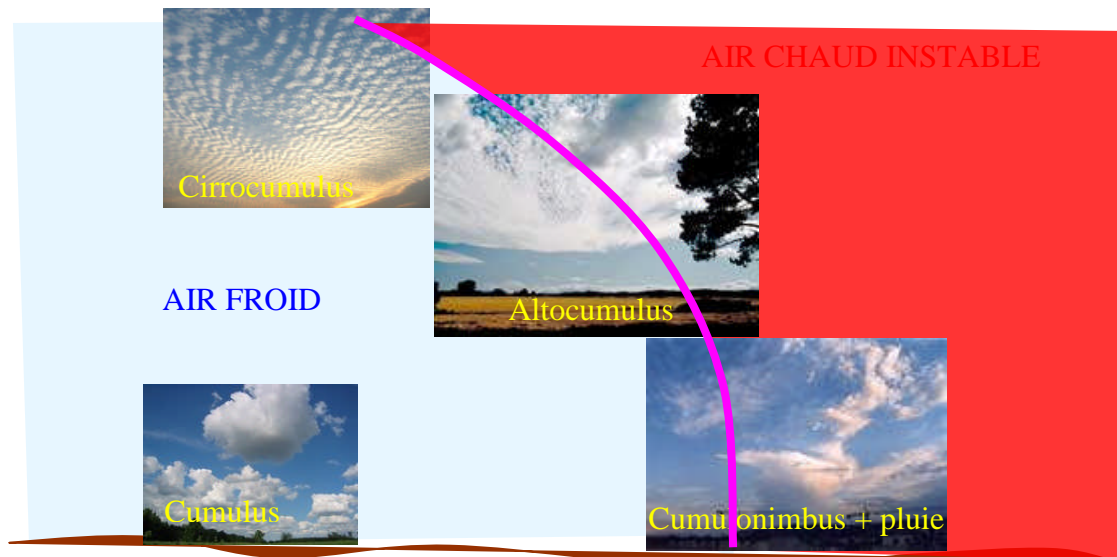 AIR CHAUD INSTABLE
Cirrocumulus
AIR FROID
Altocumulus
Cumulus
Cumulonimbus + pluie